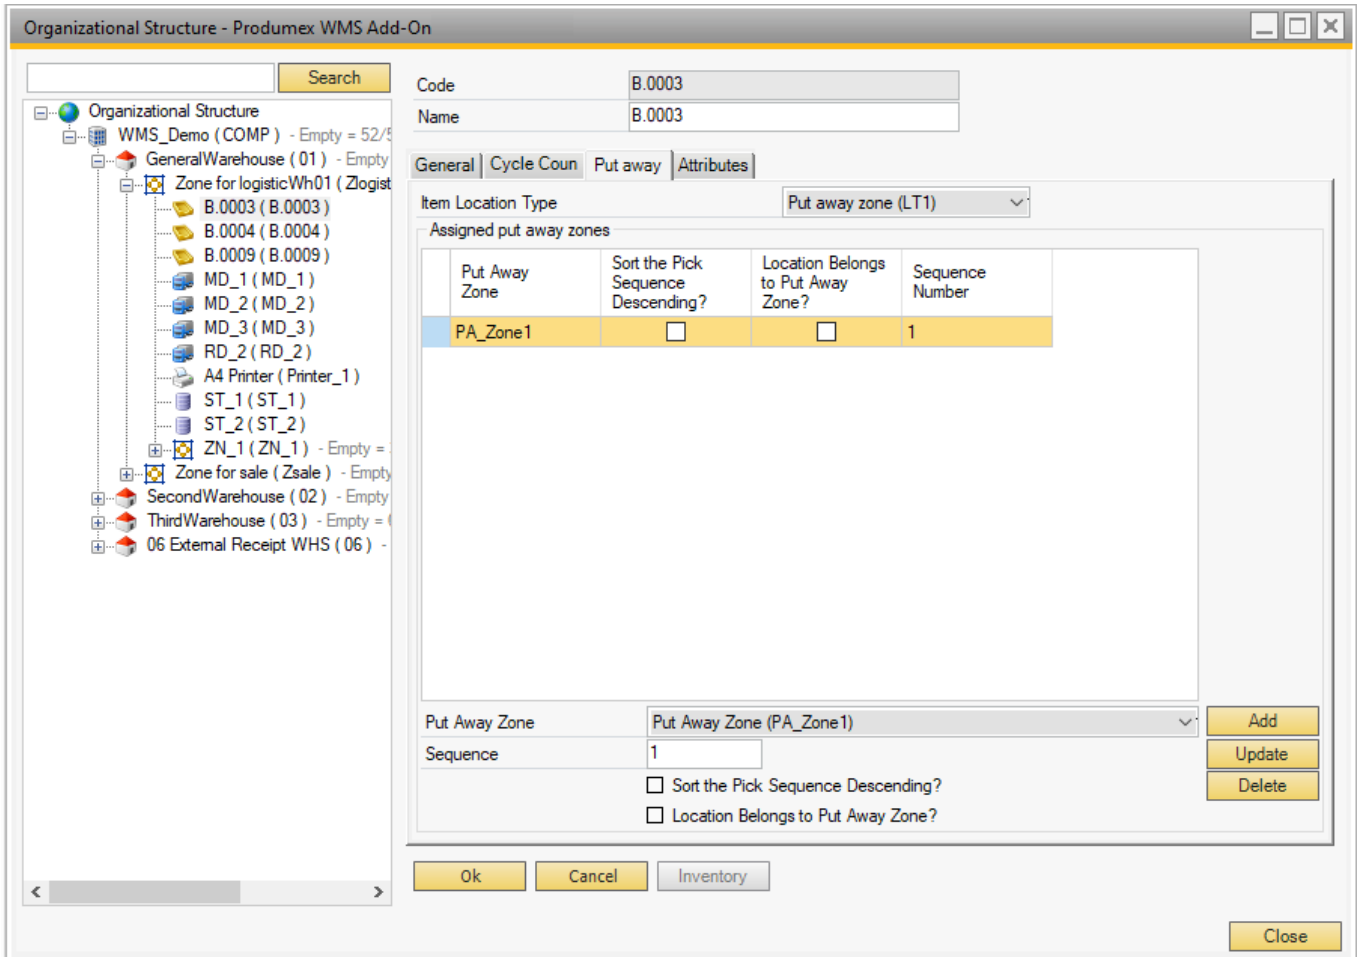 Organizational Structure - Produmex WMS Add-On
Search
Organizational Structure
WMS_Demo ( COMP ) - Empty = 52/5
GeneralWarehouse ( 01 ) - Empty
Zone for logisticWh01 ( Zlogist
B.0003 ( B.0003 )
B.0004 ( B.0004 )
B.0009 ( B.0009 )
MD_1 ( MD_1 )
MD_2 ( MD_2 )
MD_3 ( MD_3 )
RD_2 ( RD_2 )
A4 Printer ( Printer_1 )
ST_1 ( ST_1 )
ST_2 ( ST_2 )
ZN_1 ( ZN_1 ) - Empty =
Zone for sale ( Zsale ) - Empty
SecondWarehouse ( 02 ) - Empty
ThirdWarehouse ( 03 ) - Empty =
06 External Receipt WHS ( 06 ) -
Code B.0003
Name B.0003
General Cycle Coun Put away Attributes
Item Location Type Put away zone (LT1)
Assigned put away zones
Put Away
Zone
Sort the Pick
Sequence
Descending?
Location Belongs
to Put Away
Zone?
Sequence
Number
PA_Zone1 1
Put Away Zone Put Away Zone (PA_Zone1) Add
Sequence 1 Update
Sort the Pick Sequence Descending? Delete
Location Belongs to Put Away Zone?
Ok Cancel Inventory
Close